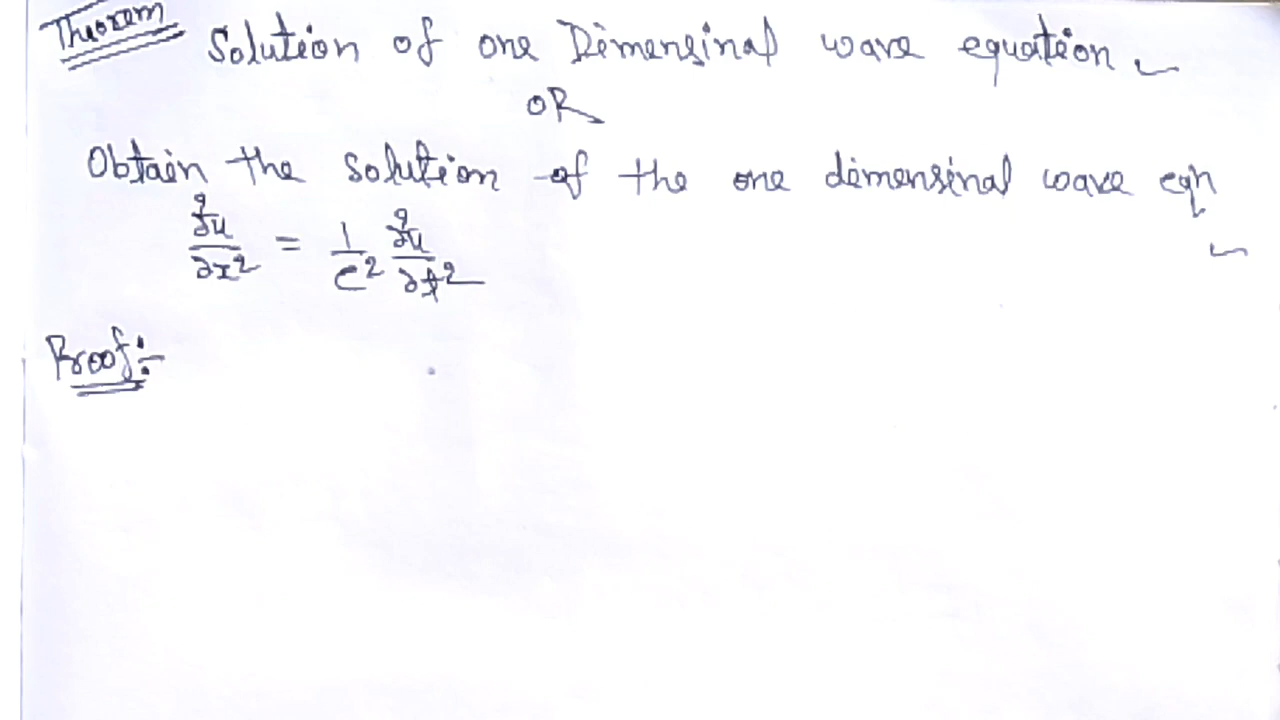 Theorem Solution of one Dimensinal wave equation
OR
Obtain the solution of the one dimensinal wave eqn
∂²u/∂x² = 1/c² ∂²u/∂t²
Proof:-